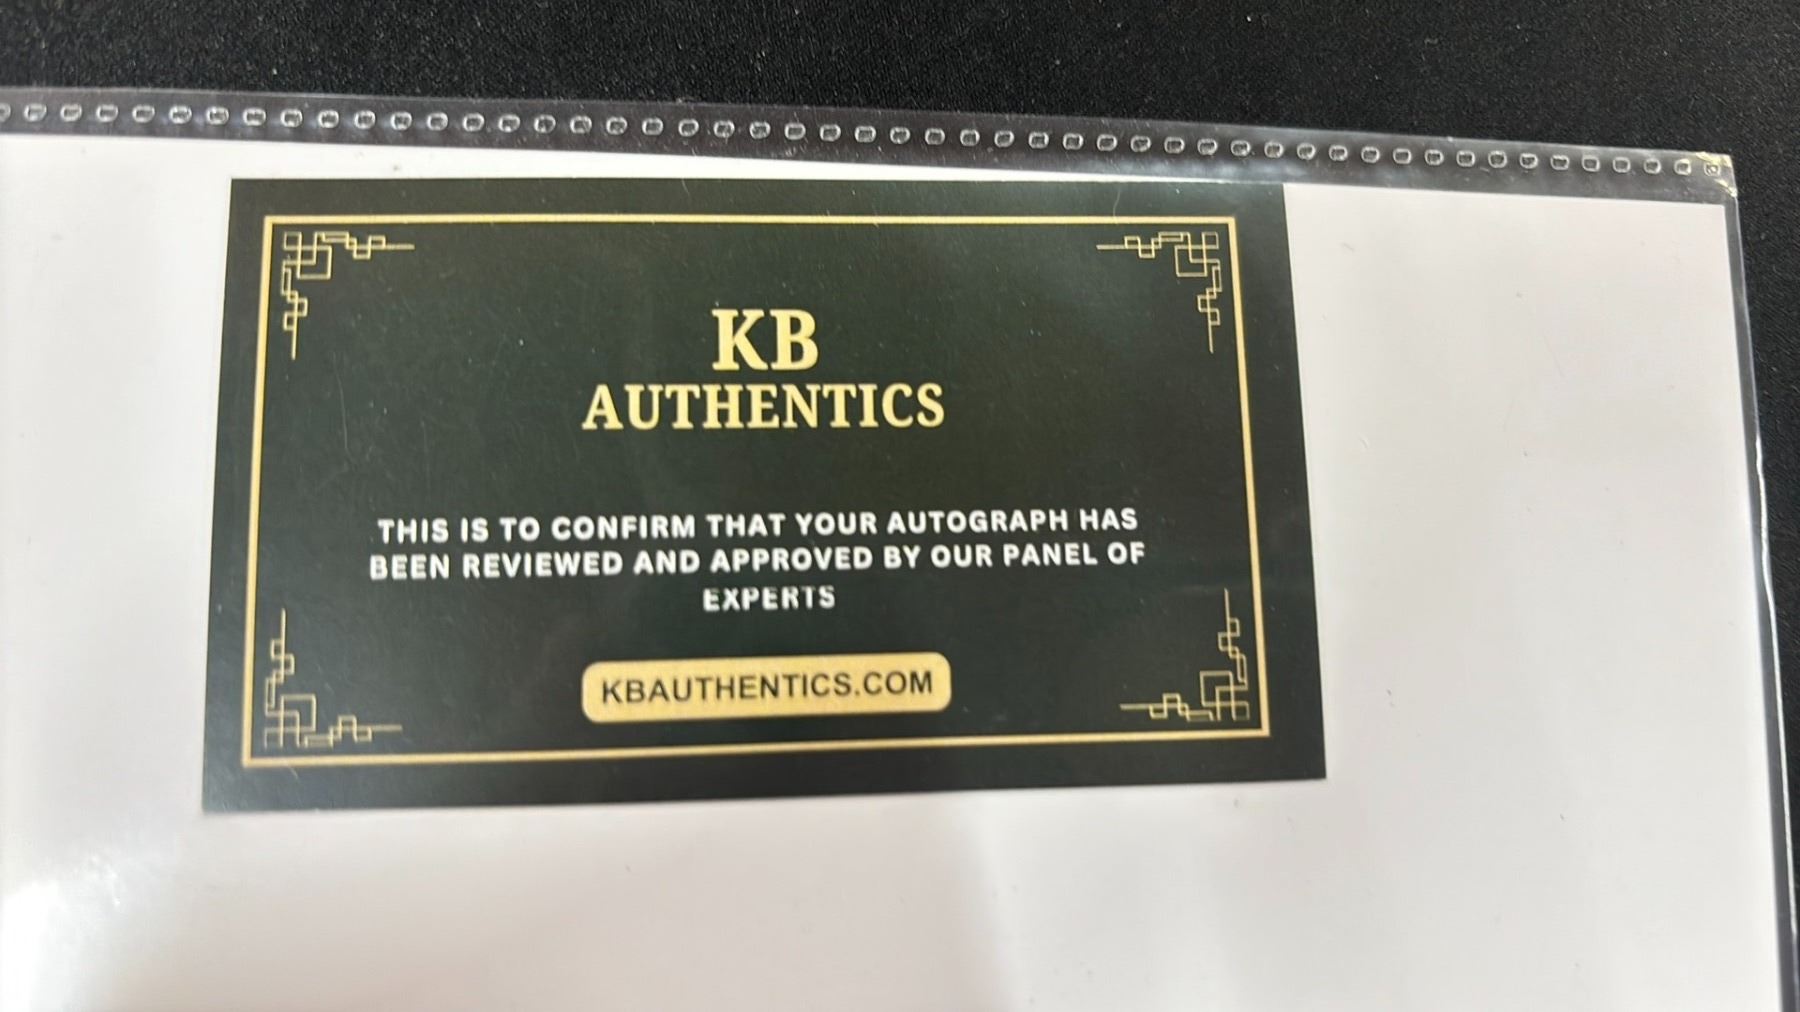 KB
AUTHENTICS
THIS IS TO CONFIRM THAT YOUR AUTOGRAPH HAS
BEEN REVIEWED AND APPROVED BY OUR PANEL OF
EXPERTS
KBAUTHENTICS.COM